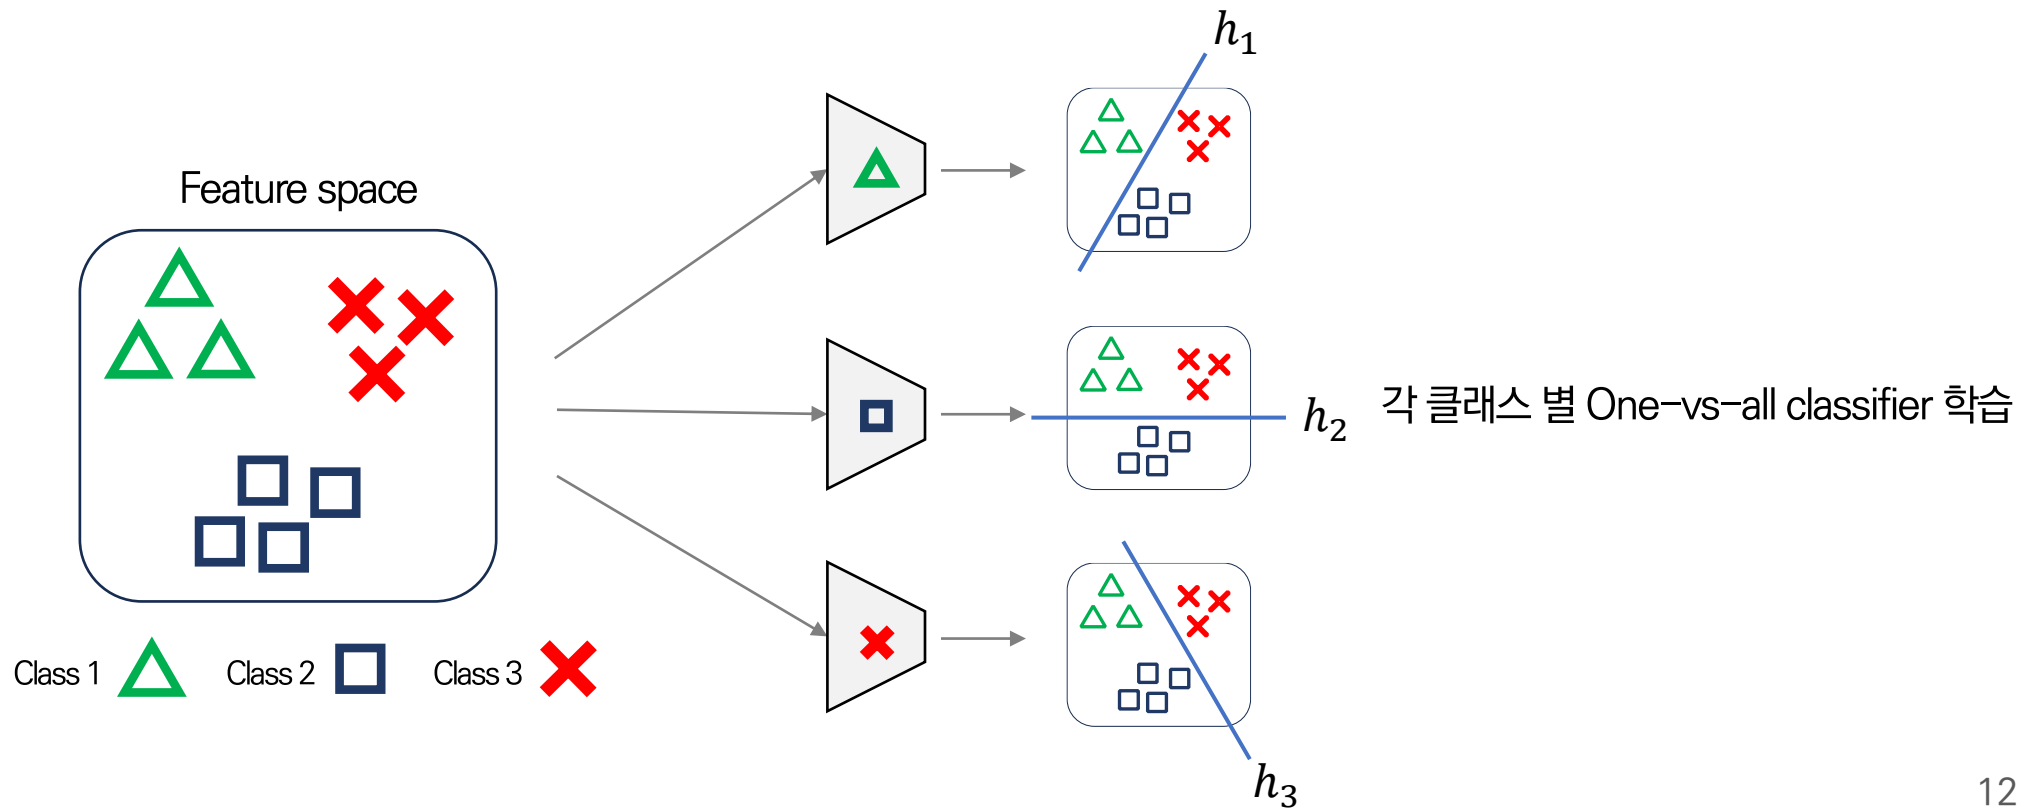 Feature space
Class 1
Class 2
Class 3
h₁
h₂
h₃
각 클래스 별 One-vs-all classifier 학습
12